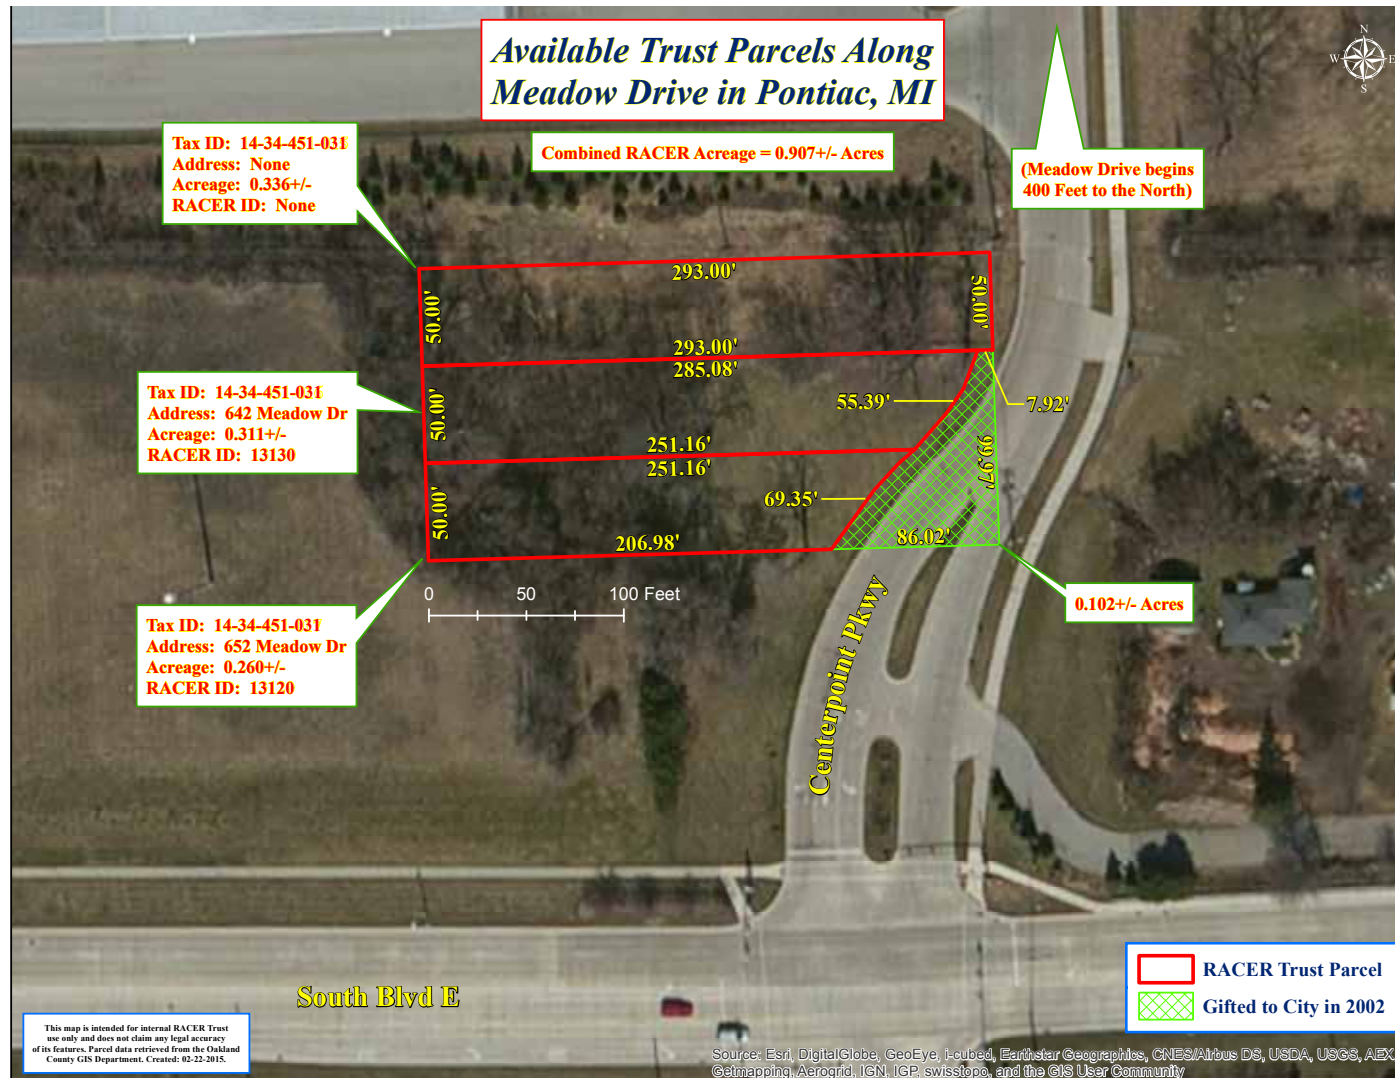 Available Trust Parcels Along
Meadow Drive in Pontiac, MI
N
W
E
S
Combined RACER Acreage = 0.907+/- Acres
(Meadow Drive begins
400 Feet to the North)
Tax ID: 14-34-451-031
Address: None
Acreage: 0.336+/-
RACER ID: None
293.00'
50.00'
50.00'
293.00'
285.08'
Tax ID: 14-34-451-031
Address: 642 Meadow Dr
Acreage: 0.311+/-
RACER ID: 13130
50.00'
55.39'
7.92'
251.16'
251.16'
99.97'
50.00'
69.35'
206.98'
86.02'
0 50 100 Feet
0.102+/- Acres
Tax ID: 14-34-451-031
Address: 652 Meadow Dr
Acreage: 0.260+/-
RACER ID: 13120
Centerpoint Pkwy
South Blvd E
RACER Trust Parcel
Gifted to City in 2002
This map is intended for internal RACER Trust
use only and does not claim any legal accuracy
of its features. Parcel data retrieved from the Oakland
County GIS Department. Created: 02-22-2015.
Source: Esri, DigitalGlobe, GeoEye, i-cubed, Earthstar Geographics, CNES/Airbus DS, USDA, USGS, AEX,
Getmapping, Aerogrid, IGN, IGP, swisstopo, and the GIS User Community